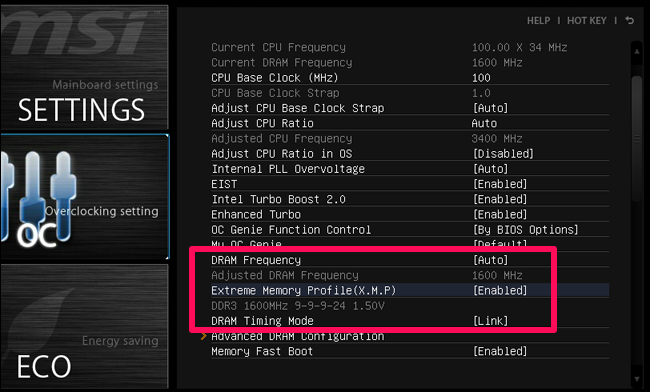 HELP | HOT KEY |
msi
Mainboard settings
SETTINGS
Overclocking setting
OC
Energy saving
ECO
Current CPU Frequency 100.00 X 34 MHz
Current DRAM Frequency 1600 MHz
CPU Base Clock (MHz) 100
CPU Base Clock Strap 1.0
Adjust CPU Base Clock Strap [Auto]
Adjust CPU Ratio Auto
Adjusted CPU Frequency 3400 MHz
Adjust CPU Ratio in OS [Disabled]
Internal PLL Overvoltage [Auto]
EIST [Enabled]
Intel Turbo Boost 2.0 [Enabled]
Enhanced Turbo [Enabled]
OC Genie Function Control [By BIOS Options]
My OC Genie [Default]
DRAM Frequency [Auto]
Adjusted DRAM Frequency 1600 MHz
Extreme Memory Profile(X.M.P) [Enabled]
DDR3 1600MHz 9-9-9-24 1.50V
DRAM Timing Mode [Link]
Advanced DRAM Configuration
Memory Fast Boot [Enabled]